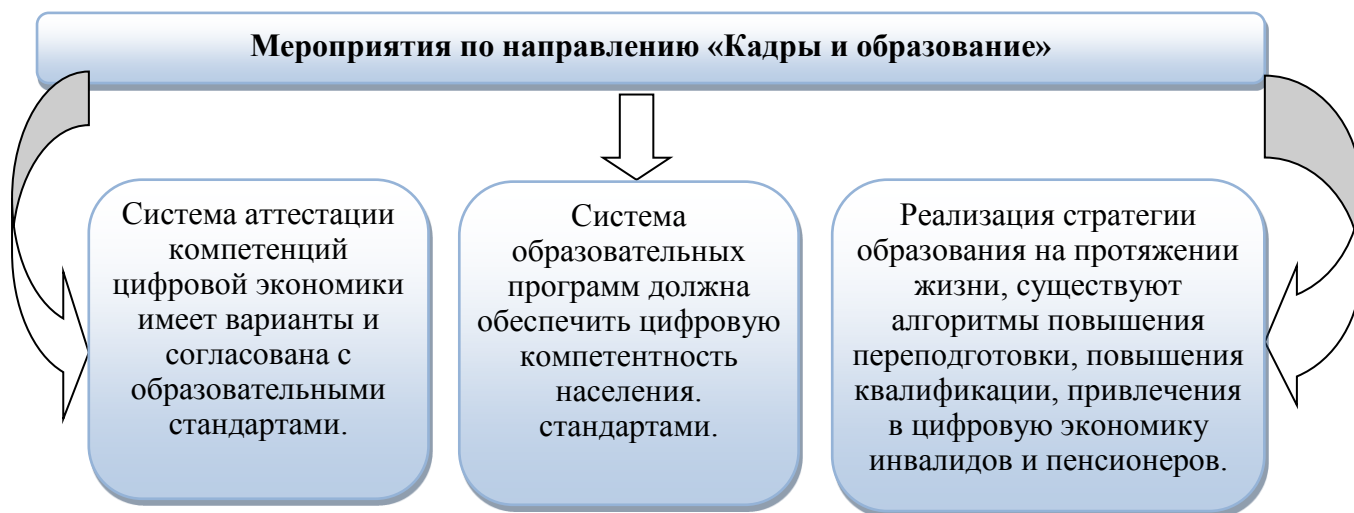 Мероприятия по направлению «Кадры и образование»
Система аттестации
компетенций
цифровой экономики
имеет варианты и
согласована с
образовательными
стандартами.
Система
образовательных
программ должна
обеспечить цифровую
компетентность
населения.
стандартами.
Реализация стратегии
образования на протяжении
жизни, существуют
алгоритмы повышения
переподготовки, повышения
квалификации, привлечения
в цифровую экономику
инвалидов и пенсионеров.